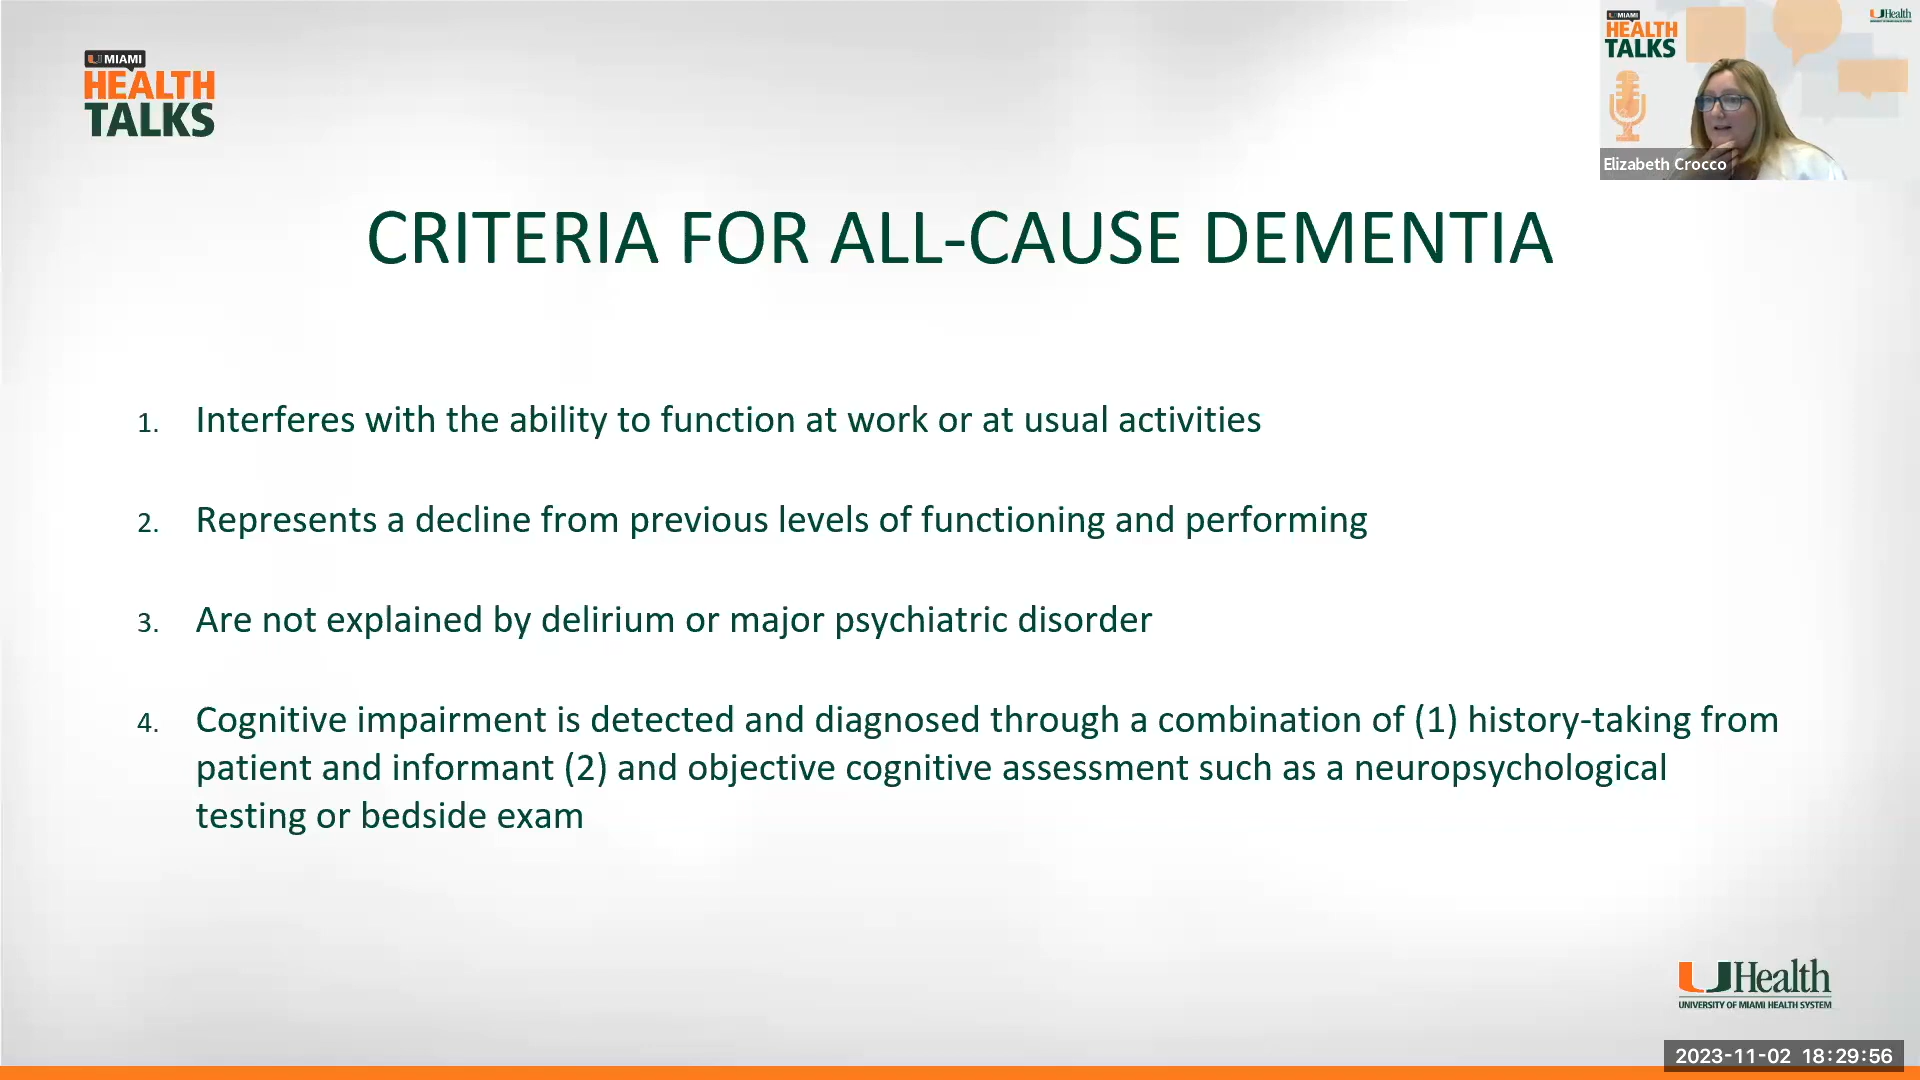 MIAMI
HEALTH
TALKS
MIAMI
HEALTH
TALKS
UHealth
Elizabeth Crocco
CRITERIA FOR ALL-CAUSE DEMENTIA
1. Interferes with the ability to function at work or at usual activities
2. Represents a decline from previous levels of functioning and performing
3. Are not explained by delirium or major psychiatric disorder
4. Cognitive impairment is detected and diagnosed through a combination of (1) history-taking from
patient and informant (2) and objective cognitive assessment such as a neuropsychological
testing or bedside exam
UHealth
UNIVERSITY OF MIAMI HEALTH SYSTEM
2023-11-02 18:29:56